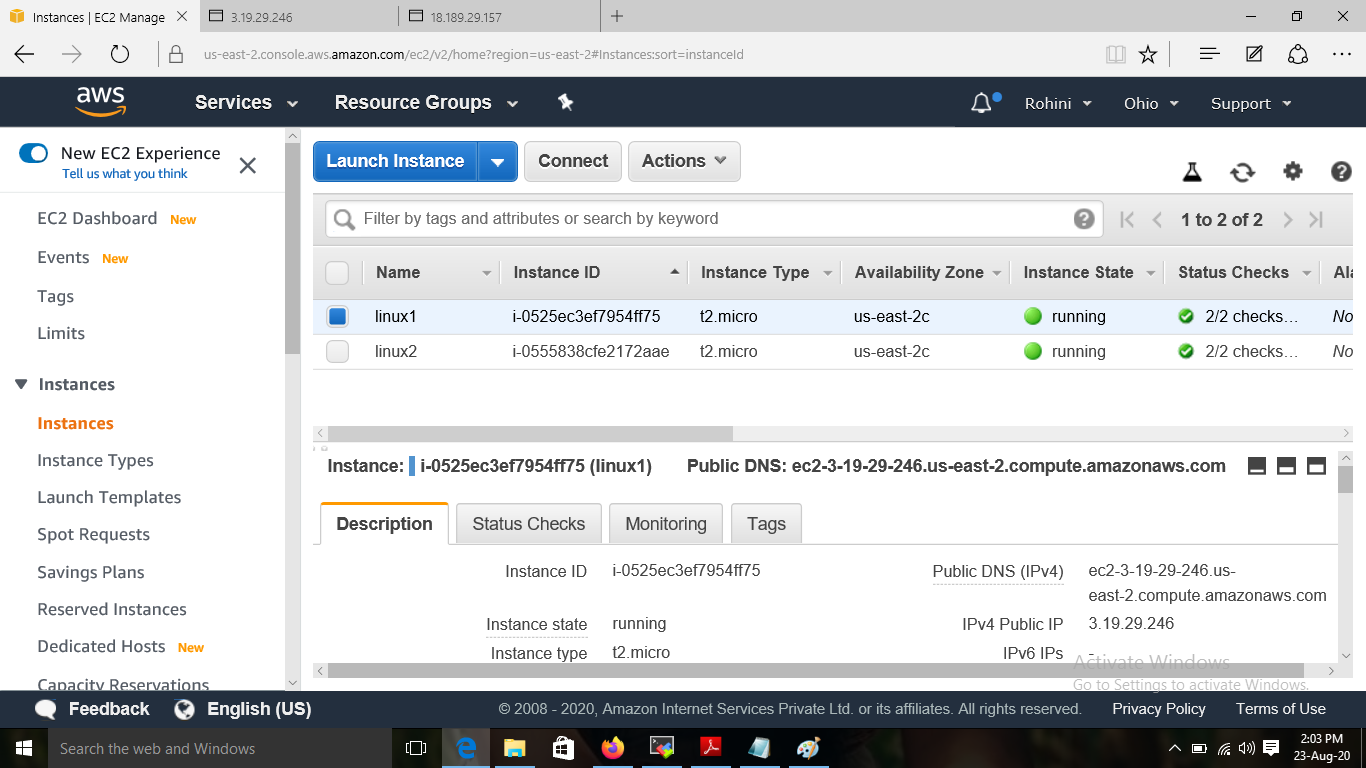 Instances | EC2 Manage
3.19.29.246
18.189.29.157
us-east-2.console.aws.amazon.com/ec2/v2/home?region=us-east-2#Instances:sort=instanceId
aws
Services
Resource Groups
Rohini
Ohio
Support
New EC2 Experience
Tell us what you think
EC2 Dashboard New
Events New
Tags
Limits
Instances
Instances
Instance Types
Launch Templates
Spot Requests
Savings Plans
Reserved Instances
Dedicated Hosts New
Capacity Reservations
Launch Instance
Connect
Actions
Filter by tags and attributes or search by keyword
1 to 2 of 2
Name Instance ID Instance Type Availability Zone Instance State Status Checks Ala
linux1 i-0525ec3ef7954ff75 t2.micro us-east-2c running 2/2 checks… No
linux2 i-0555838cfe2172aae t2.micro us-east-2c running 2/2 checks… No
Instance: i-0525ec3ef7954ff75 (linux1) Public DNS: ec2-3-19-29-246.us-east-2.compute.amazonaws.com
Description Status Checks Monitoring Tags
Instance ID i-0525ec3ef7954ff75 Public DNS (IPv4) ec2-3-19-29-246.us-
east-2.compute.amazonaws.com
Instance state running IPv4 Public IP 3.19.29.246
Instance type t2.micro IPv6 IPs -
Activate Windows
Go to Settings to activate Windows.
Feedback English (US) © 2008 - 2020, Amazon Internet Services Private Ltd. or its affiliates. All rights reserved. Privacy Policy Terms of Use
Search the web and Windows
2:03 PM
23-Aug-20